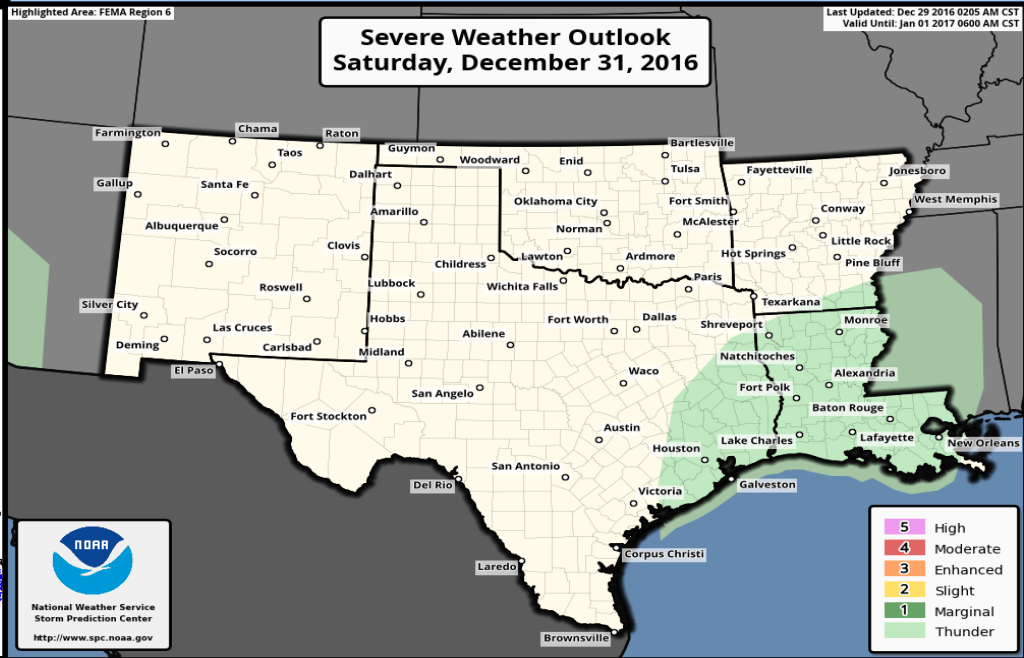 Highlighted Area: FEMA Region 6
Last Updated: Dec 29 2016 0205 AM CST
Valid Until: Jan 01 2017 0600 AM CST
Severe Weather Outlook
Saturday, December 31, 2016
Farmington
Chama
Raton
Taos
Guymon
Woodward
Enid
Bartlesville
Tulsa
Fayetteville
Jonesboro
Gallup
Santa Fe
Dalhart
Oklahoma City
Fort Smith
West Memphis
Albuquerque
Amarillo
Norman
McAlester
Conway
Little Rock
Socorro
Clovis
Childress
Lawton
Ardmore
Hot Springs
Pine Bluff
Roswell
Lubbock
Wichita Falls
Paris
Texarkana
Silver City
Las Cruces
Hobbs
Abilene
Fort Worth
Dallas
Shreveport
Monroe
Deming
Carlsbad
Midland
Natchitoches
El Paso
San Angelo
Waco
Fort Polk
Alexandria
Fort Stockton
Austin
Baton Rouge
Houston
Lake Charles
Lafayette
New Orleans
Del Rio
San Antonio
Victoria
Galveston
Laredo
Corpus Christi
Brownsville
NOAA
National Weather Service
Storm Prediction Center
http://www.spc.noaa.gov
5 High
4 Moderate
3 Enhanced
2 Slight
1 Marginal
Thunder